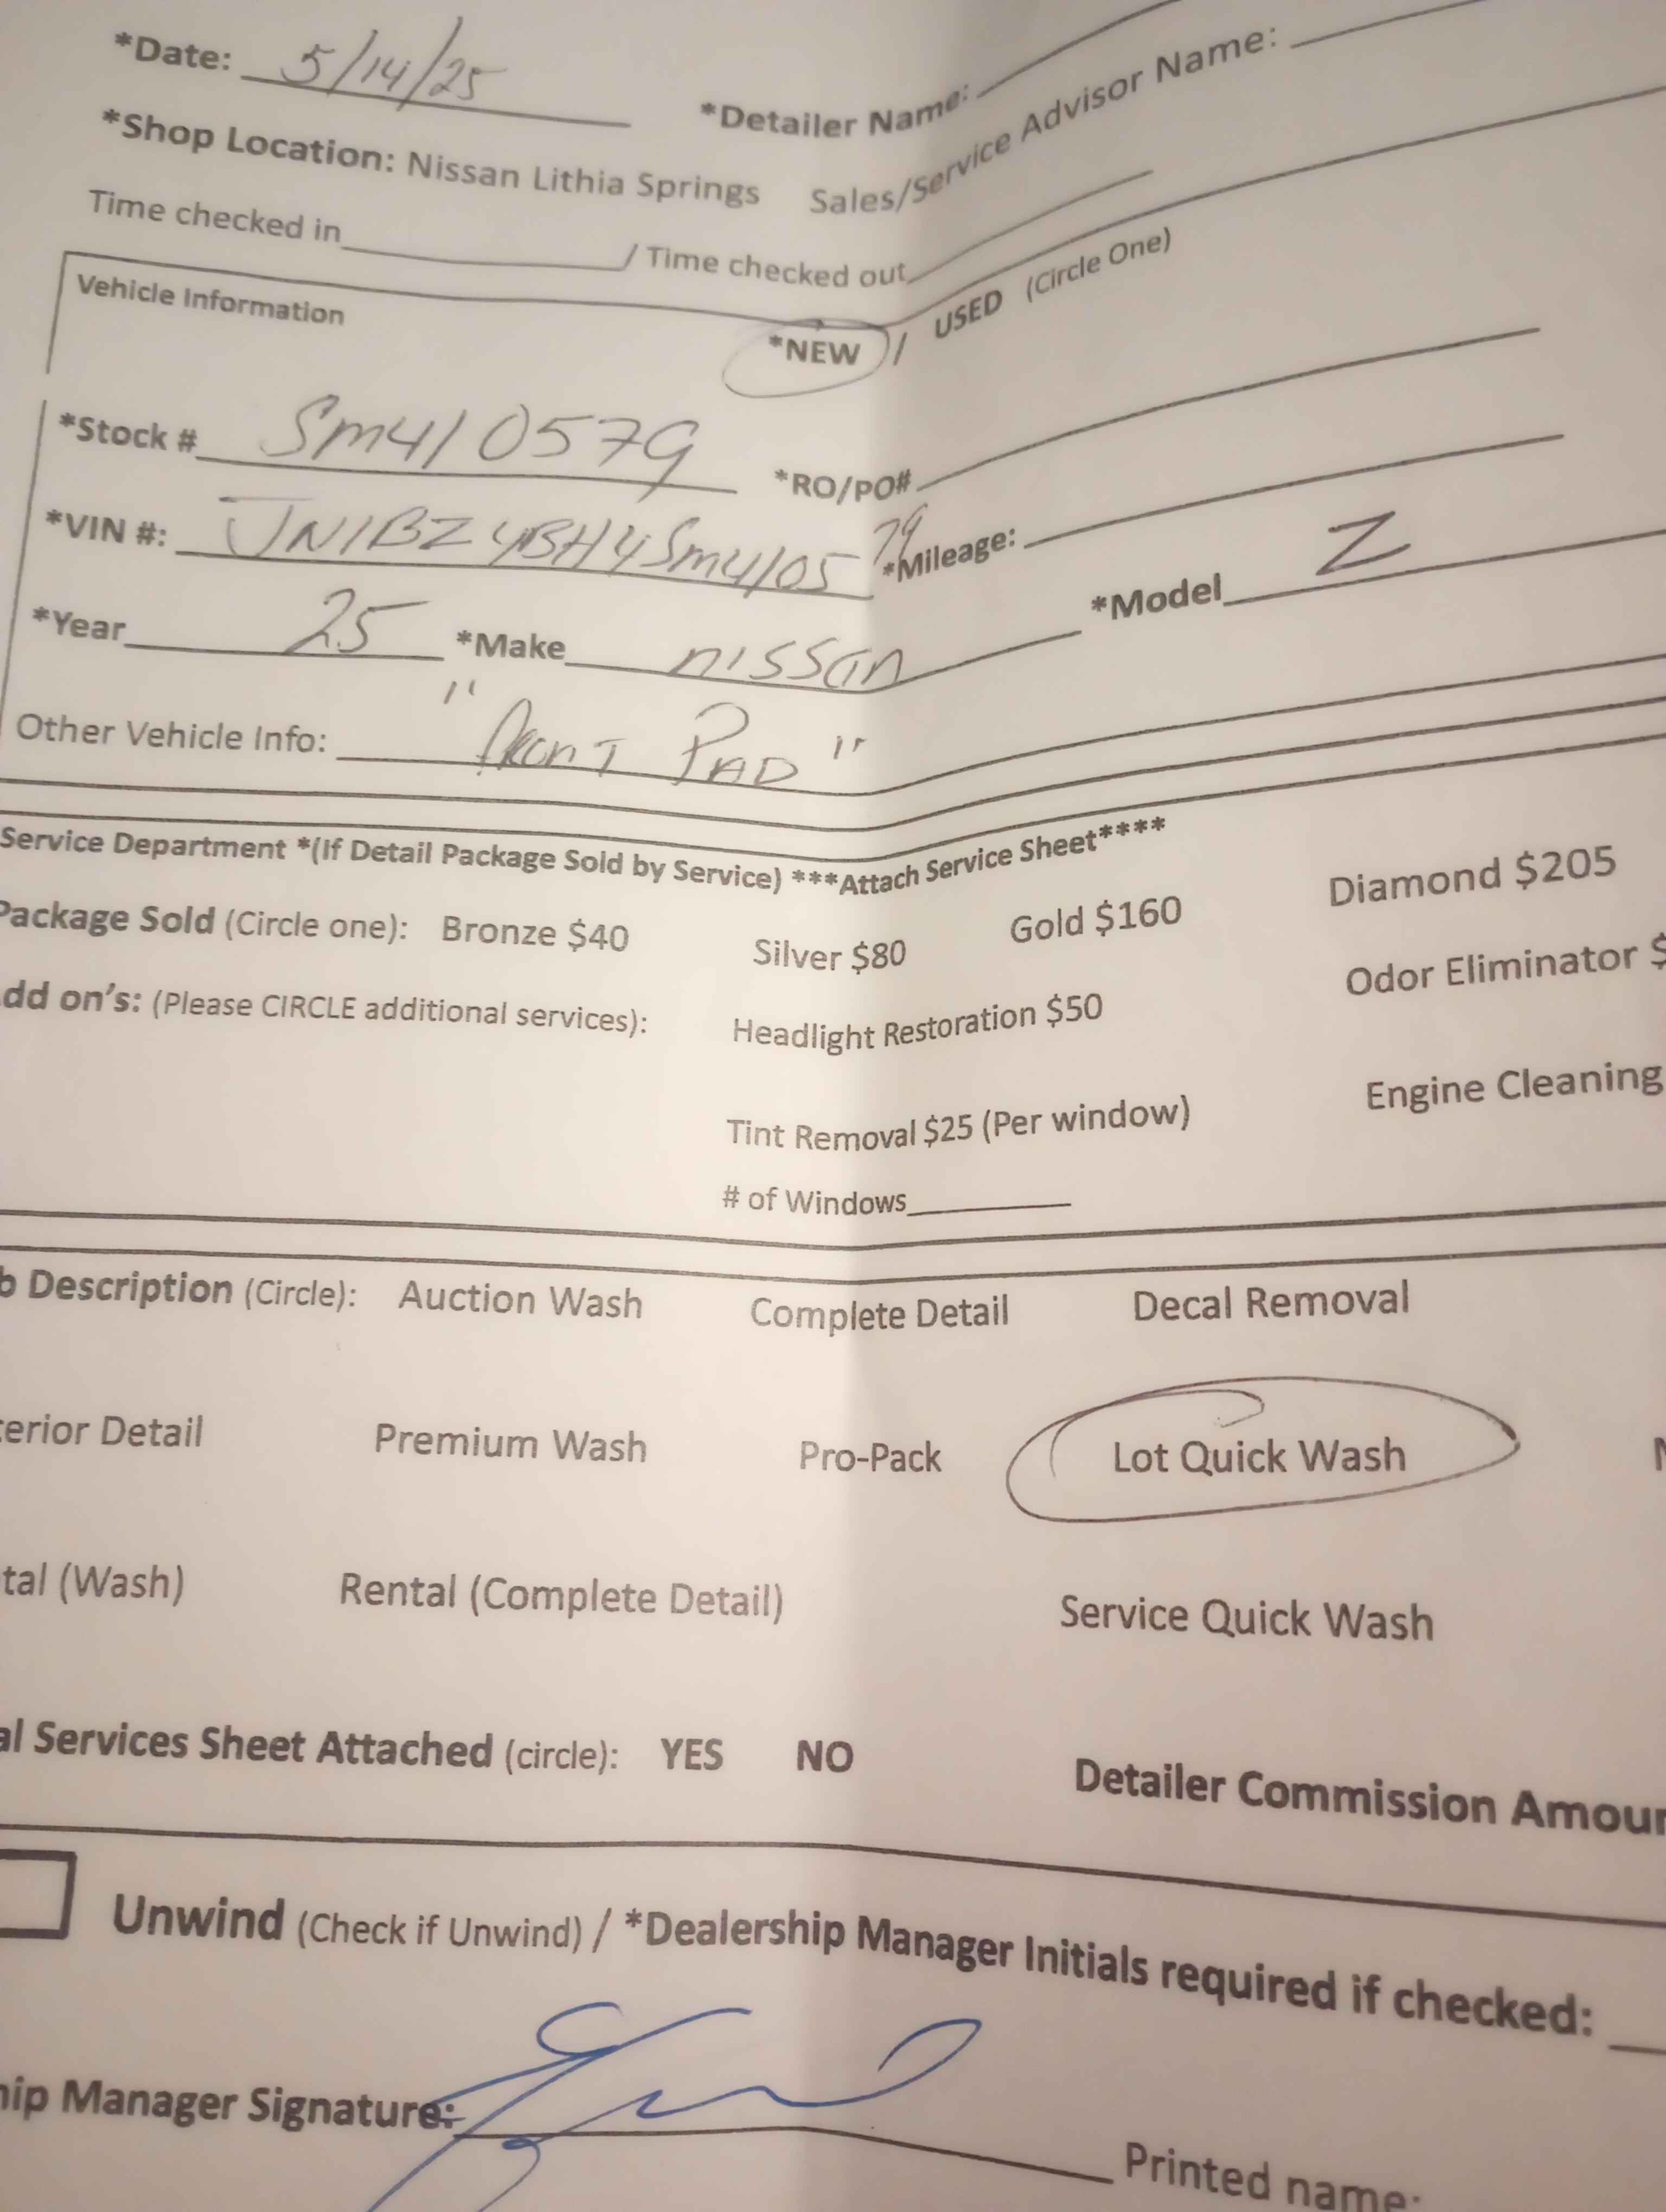 *Date: 5/14/25 *Detailer Name:
*Shop Location: Nissan Lithia Springs Sales/Service Advisor Name:
Time checked in / Time checked out
Vehicle Information *NEW / USED (Circle One)
*Stock # SM410579 *RO/PO#
*VIN #: JN1BZ4BH4SM410579 *Mileage:
*Year 25 *Make NISSan *Model Z
Other Vehicle Info: "FRONT PAD"
Service Department *(If Detail Package Sold by Service) ***Attach Service Sheet****
Package Sold (Circle one): Bronze $40 Silver $80 Gold $160 Diamond $205
dd on's: (Please CIRCLE additional services): Headlight Restoration $50 Odor Eliminator $
Tint Removal $25 (Per window) Engine Cleaning
# of Windows
b Description (Circle): Auction Wash Complete Detail Decal Removal
terior Detail Premium Wash Pro-Pack Lot Quick Wash
tal (Wash) Rental (Complete Detail) Service Quick Wash
al Services Sheet Attached (circle): YES NO Detailer Commission Amour
Unwind (Check if Unwind) / *Dealership Manager Initials required if checked:
hip Manager Signature: Printed name: